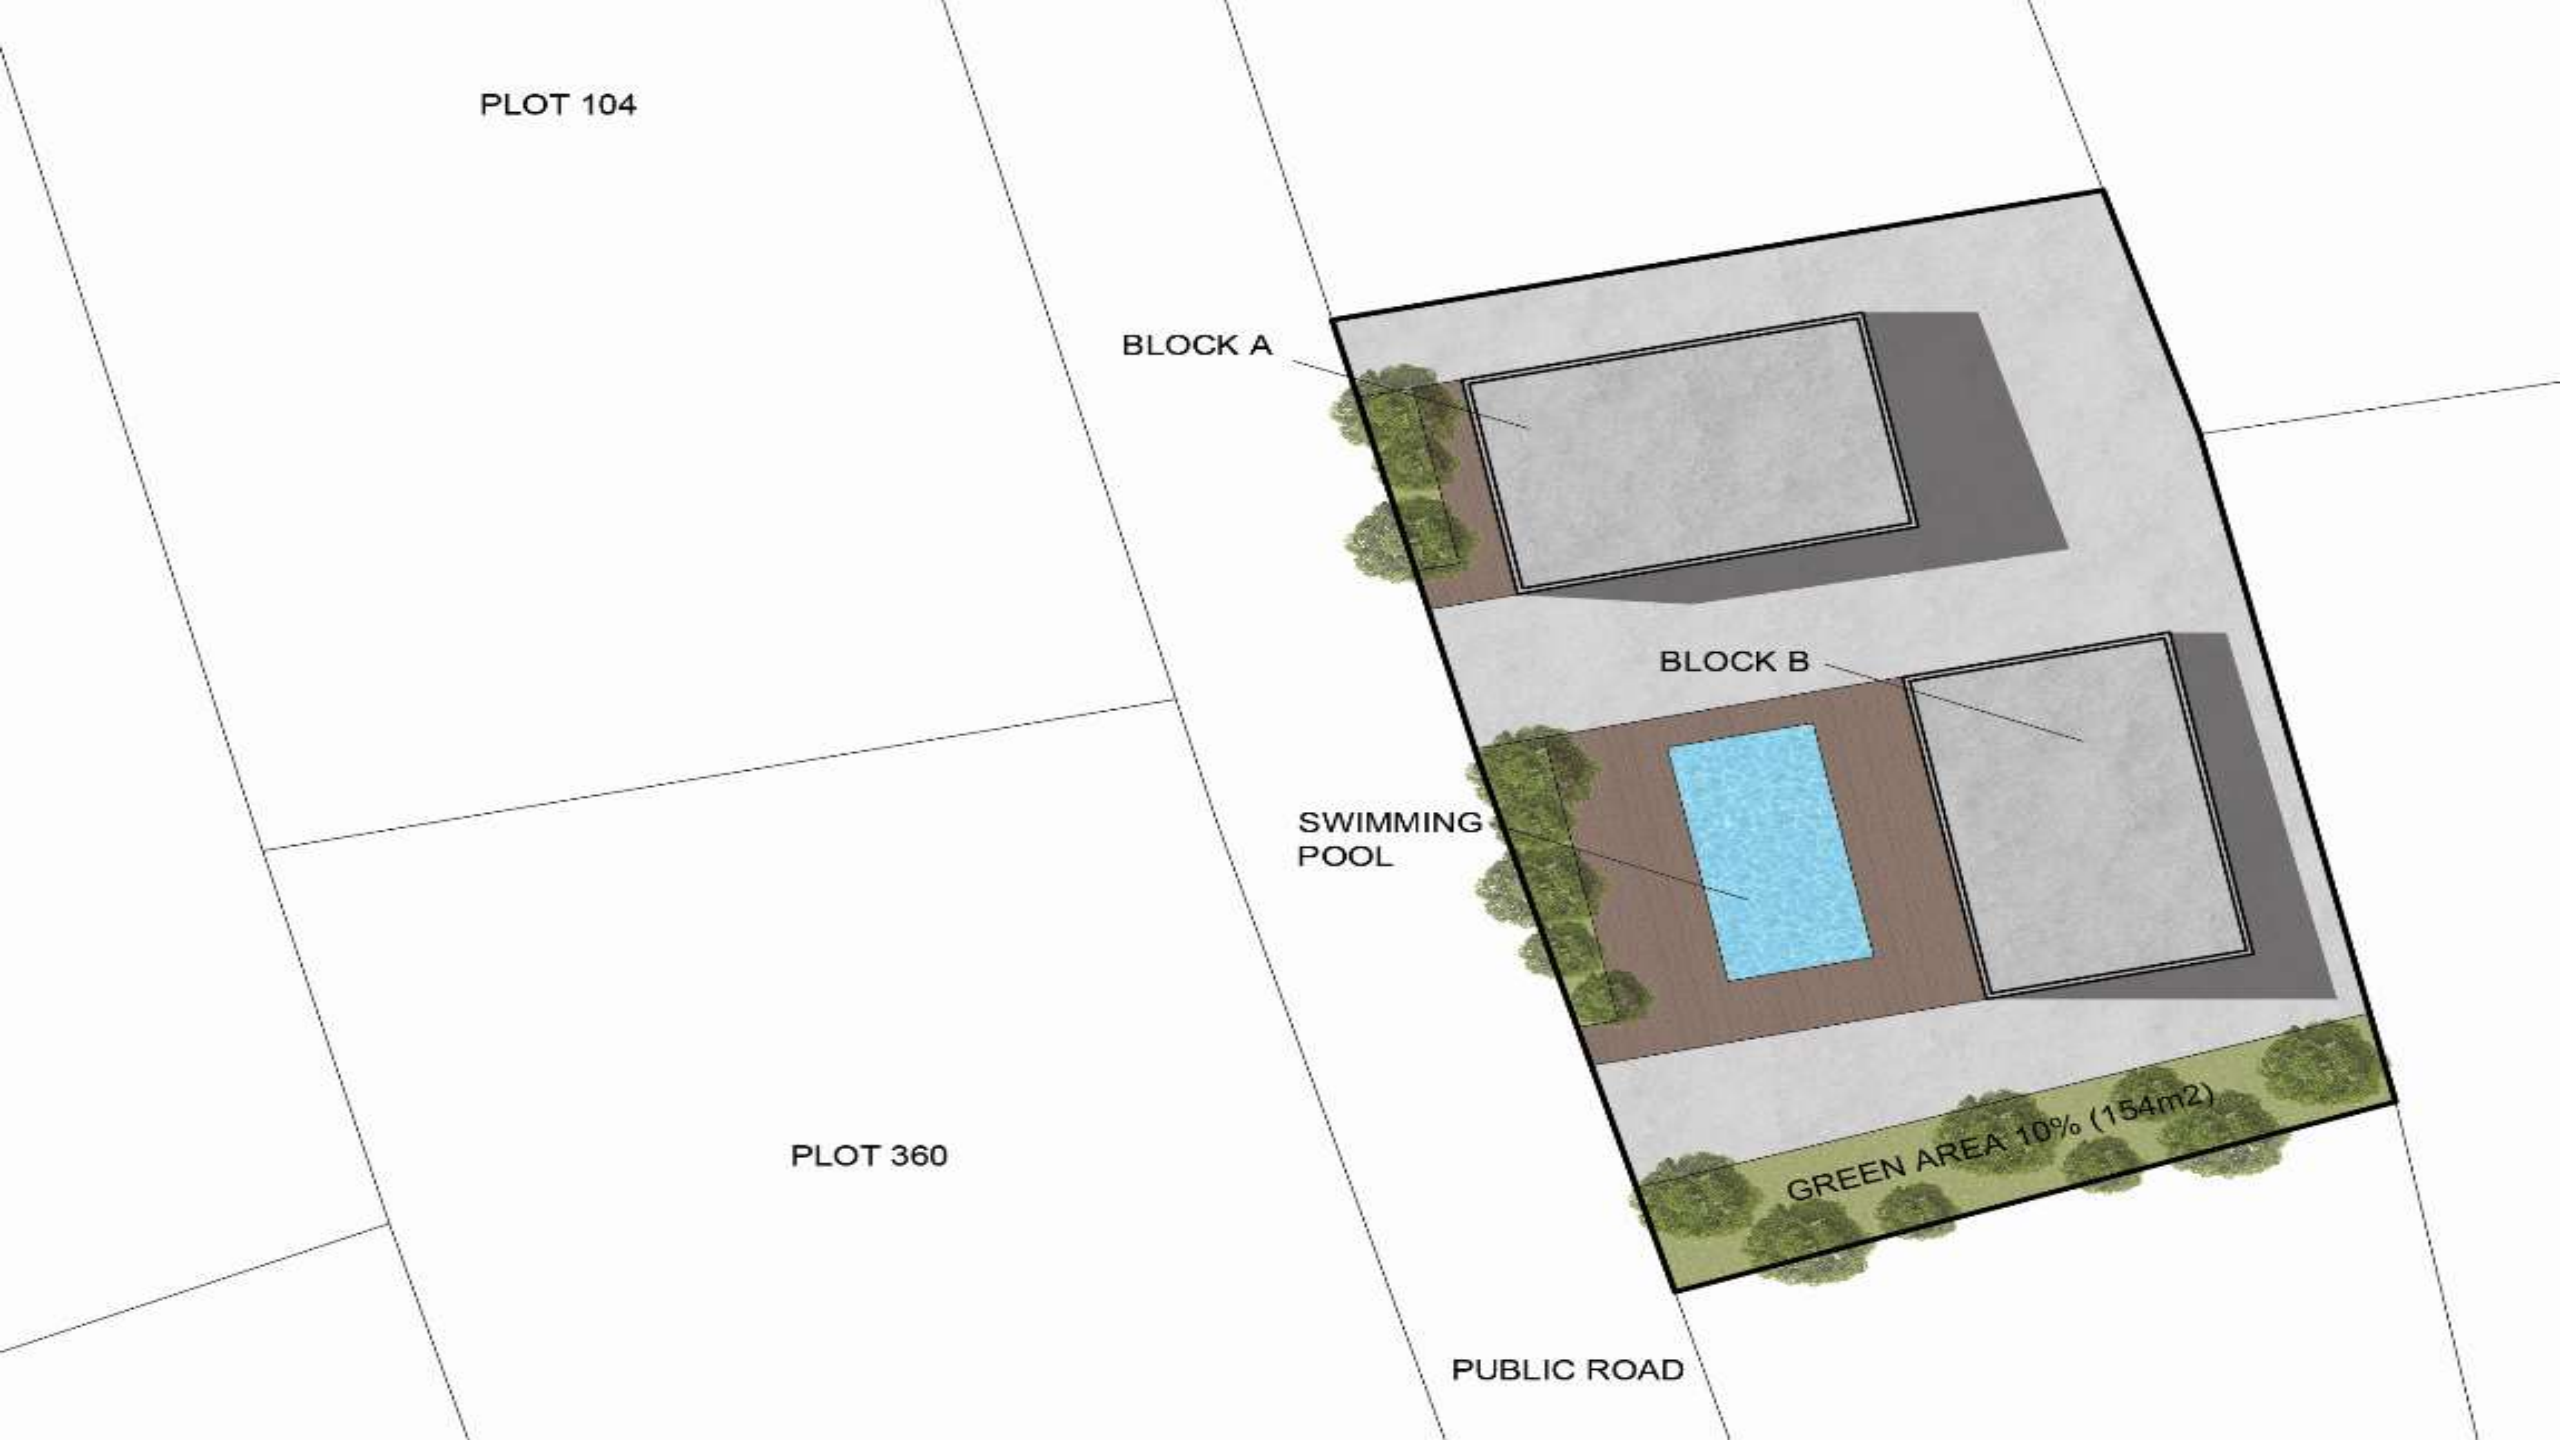 PLOT 104
BLOCK A
BLOCK B
SWIMMING
POOL
GREEN AREA 10% (154m2)
PLOT 360
PUBLIC ROAD